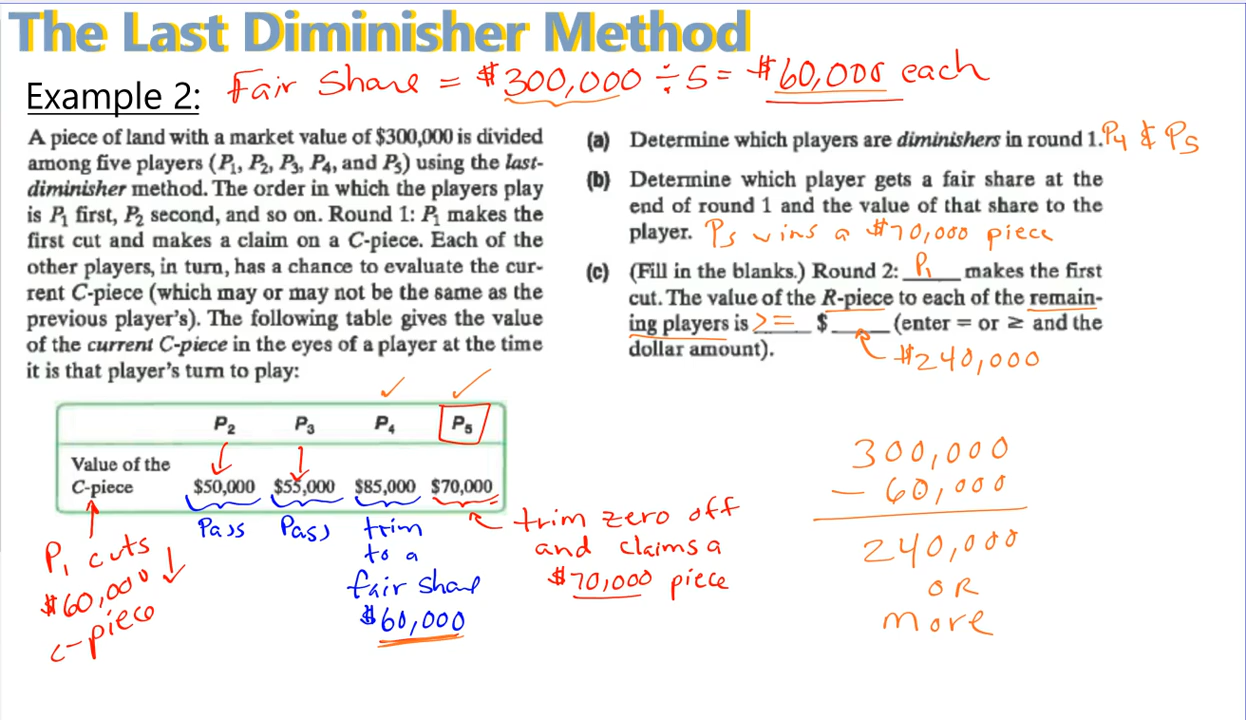 The Last Diminisher Method
Fair Share = $300,000 ÷ 5 = $60,000 each
Example 2:
A piece of land with a market value of $300,000 is divided
among five players (P₁, P₂, P₃, P₄, and P₅) using the last-
diminisher method. The order in which the players play
is P₁ first, P₂ second, and so on. Round 1: P₁ makes the
first cut and makes a claim on a C-piece. Each of the
other players, in turn, has a chance to evaluate the cur-
rent C-piece (which may or may not be the same as the
previous player's). The following table gives the value
of the current C-piece in the eyes of a player at the time
it is that player's turn to play:
P₂ P₃ P₄ P₅
Value of the
C-piece $50,000 $55,000 $85,000 $70,000
P₁ cuts
$60,000
c-piece
Pass
Pass
trim
to a
fair share
$60,000
trim zero off
and claims a
$70,000 piece
(a) Determine which players are diminishers in round 1. P₄ & P₅
(b) Determine which player gets a fair share at the
end of round 1 and the value of that share to the
player. P₅ wins a $70,000 piece
(c) (Fill in the blanks.) Round 2: P₁ makes the first
cut. The value of the R-piece to each of the remain-
ing players is >= $____ (enter = or ≥ and the
dollar amount). $240,000
300,000
- 60,000
240,000
OR
more